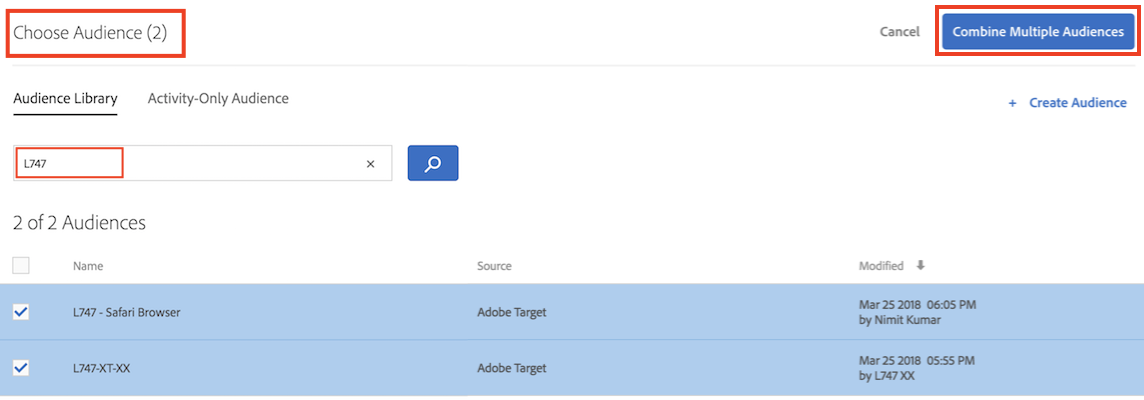 Choose Audience (2)
Cancel
Combine Multiple Audiences
Audience Library
Activity-Only Audience
+ Create Audience
L747
×
2 of 2 Audiences
Name
Source
Modified
L747 - Safari Browser
Adobe Target
Mar 25 2018 06:05 PM
by Nimit Kumar
L747-XT-XX
Adobe Target
Mar 25 2018 05:55 PM
by L747 XX